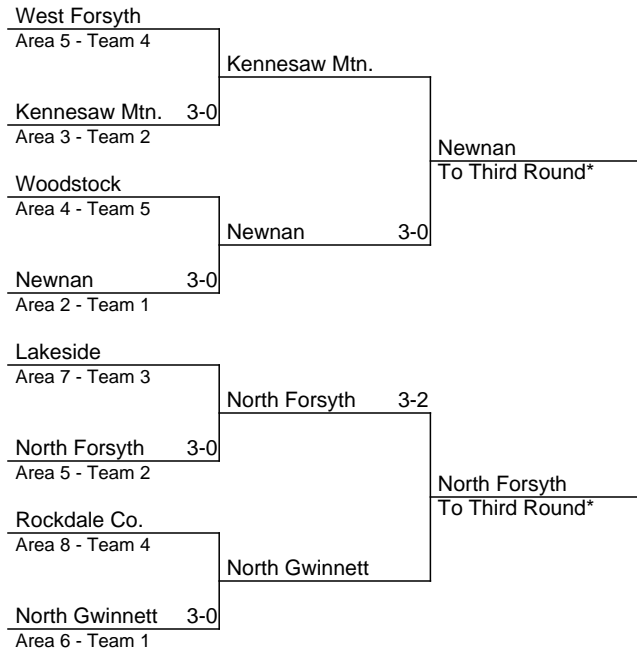 West Forsyth
Area 5 - Team 4
Kennesaw Mtn.
Kennesaw Mtn. 3-0
Area 3 - Team 2
Newnan
To Third Round*
Woodstock
Area 4 - Team 5
Newnan 3-0
Newnan 3-0
Area 2 - Team 1
Lakeside
Area 7 - Team 3
North Forsyth 3-2
North Forsyth 3-0
Area 5 - Team 2
North Forsyth
To Third Round*
Rockdale Co.
Area 8 - Team 4
North Gwinnett
North Gwinnett 3-0
Area 6 - Team 1